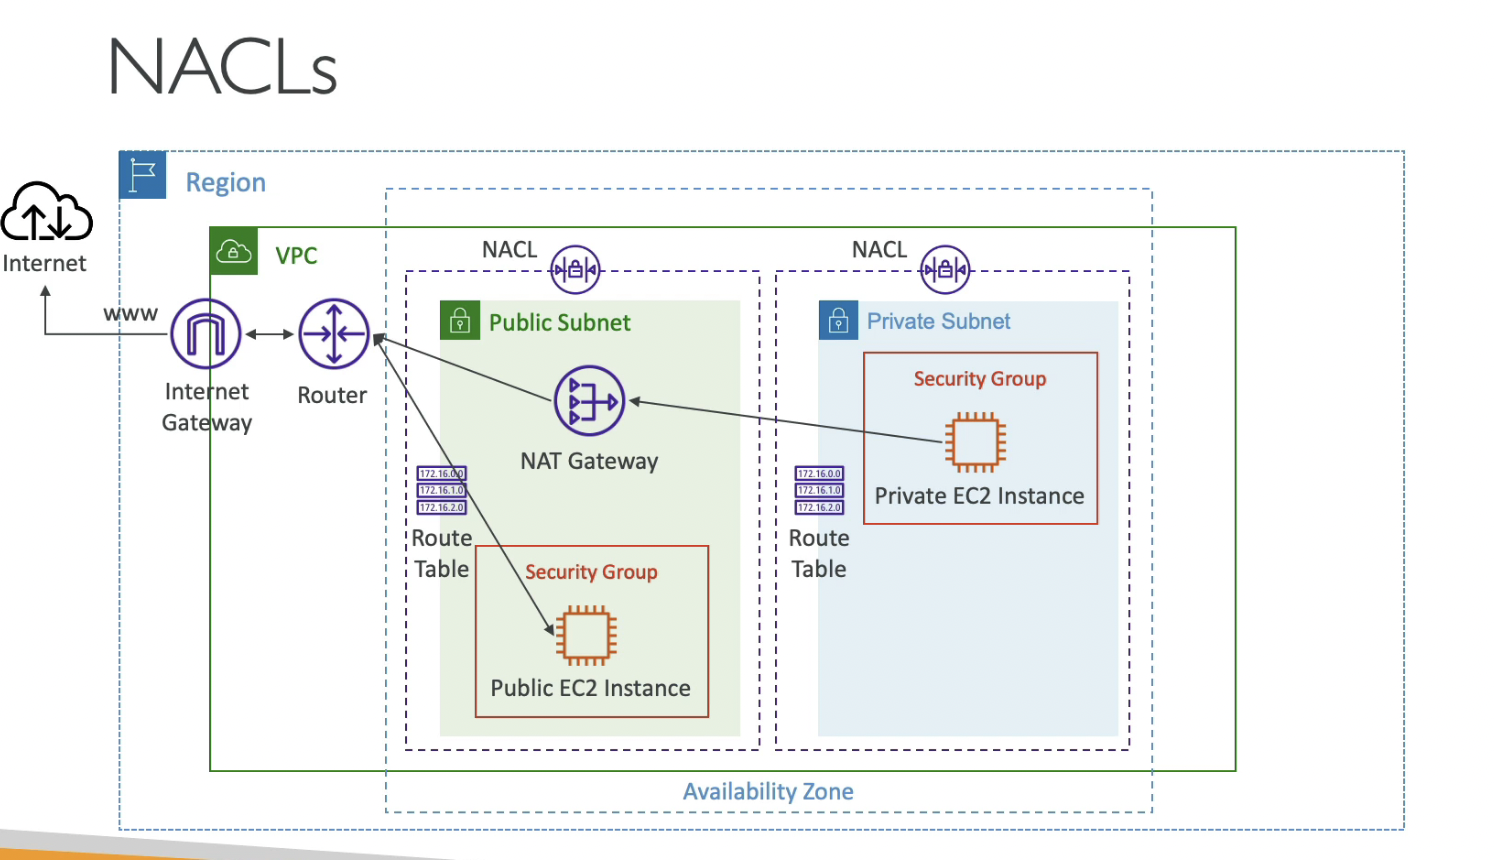 NACLs
Region
Internet
VPC
www
Internet
Gateway
Router
NACL
Public Subnet
NAT Gateway
172.16.0.0
172.16.1.0
172.16.2.0
Route
Table
Security Group
Public EC2 Instance
NACL
Private Subnet
Security Group
Private EC2 Instance
172.16.0.0
172.16.1.0
172.16.2.0
Route
Table
Availability Zone